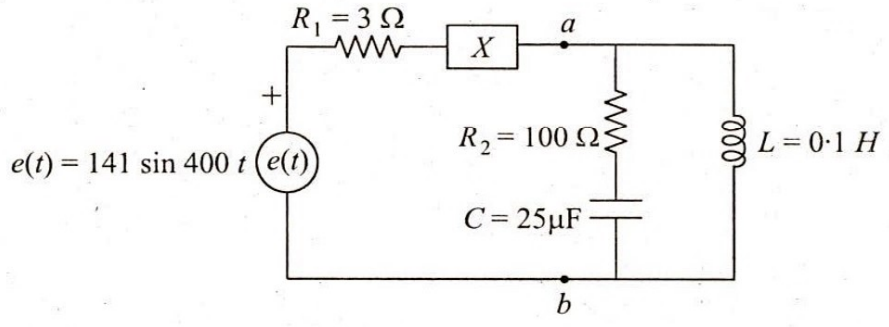 R₁ = 3 Ω
X
a
+
R₂ = 100 Ω
L = 0·1 H
e(t) = 141 sin 400 t
e(t)
C = 25μF
b